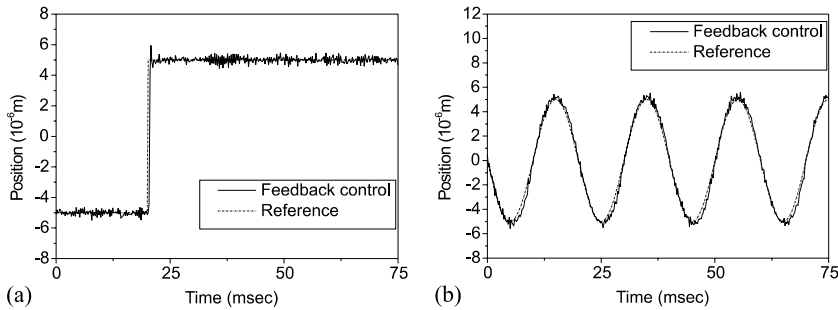 8
6
4
2
0
-2
-4
-6
-8
Position (10⁻⁶m)
Feedback control
Reference
0
25
50
75
Time (msec)
(a)
12
10
8
6
4
2
0
-2
-4
-6
-8
Position (10⁻⁶m)
Feedback control
Reference
0
25
50
75
Time (msec)
(b)